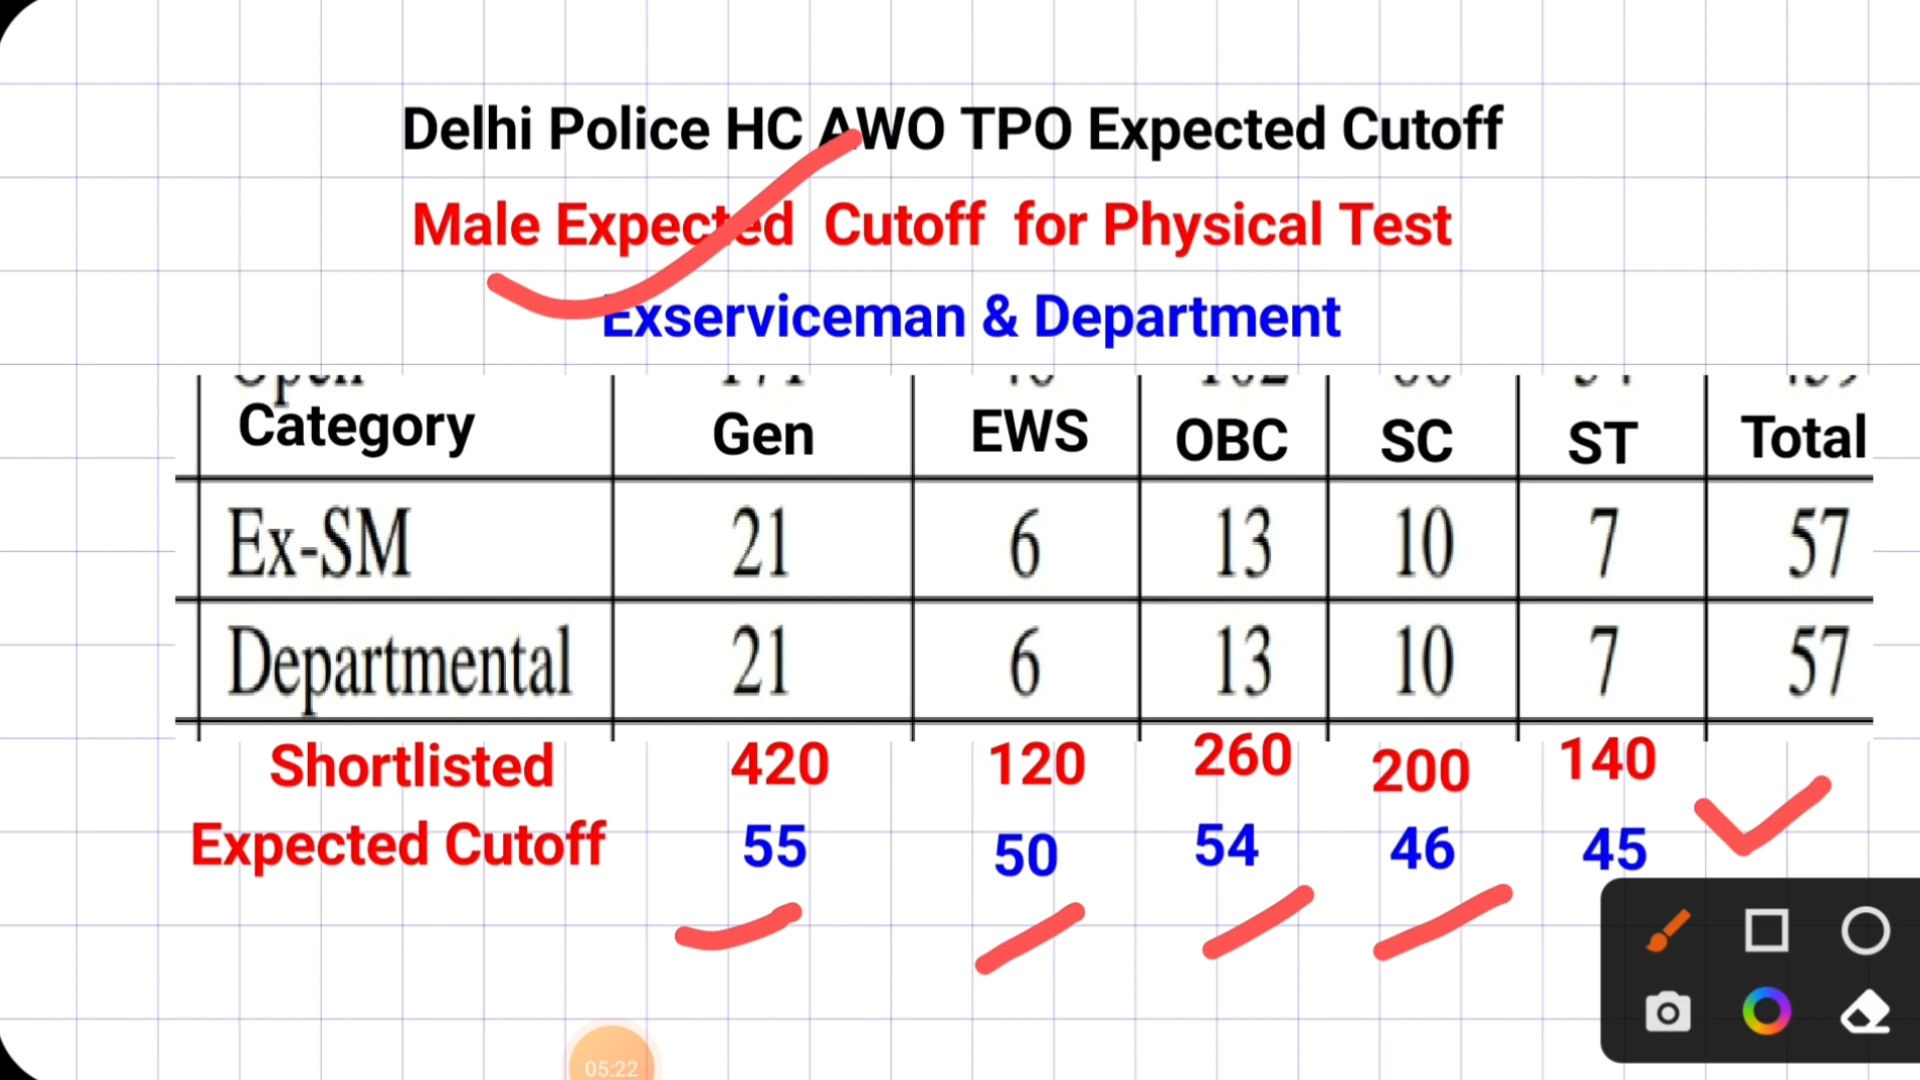 Delhi Police HC AWO TPO Expected Cutoff
Male Expected Cutoff for Physical Test
Exserviceman & Department
Category Gen EWS OBC SC ST Total
Ex-SM 21 6 13 10 7 57
Departmental 21 6 13 10 7 57
Shortlisted 420 120 260 200 140
Expected Cutoff 55 50 54 46 45
05:22